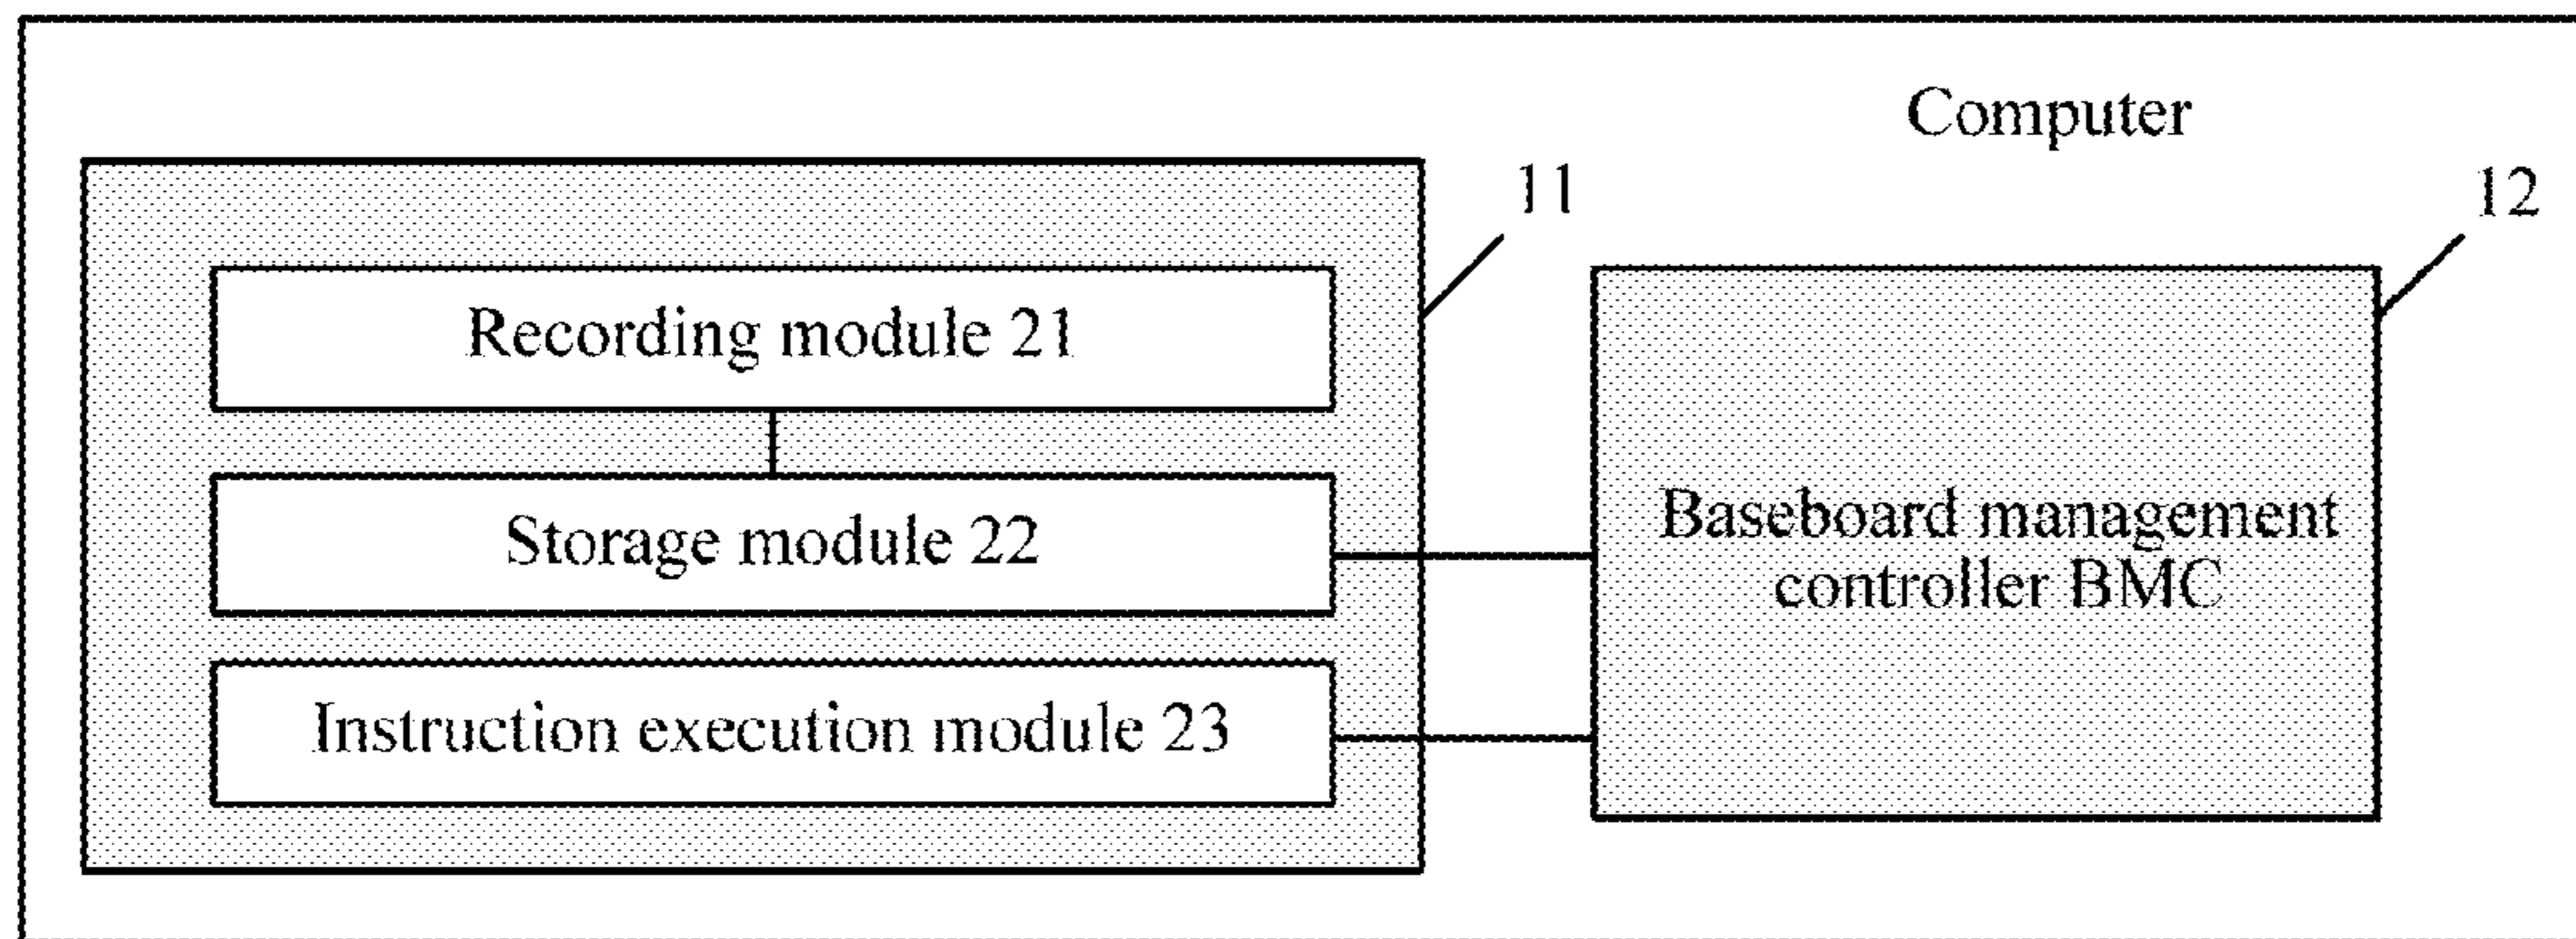 Computer
11
12
Recording module 21
Storage module 22
Instruction execution module 23
Baseboard management
controller BMC